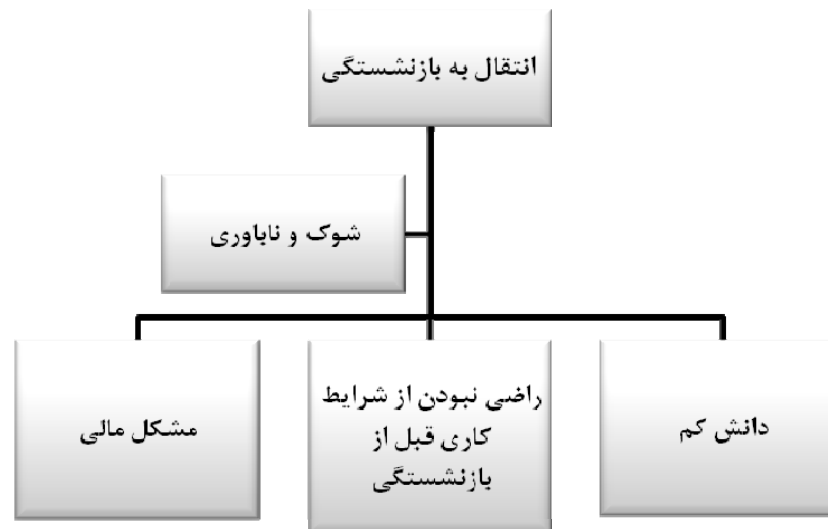 انتقال به بازنشستگی
شوک و ناباوری
دانش کم
راضی نبودن از شرایط
کاری قبل از
بازنشستگی
مشکل مالی